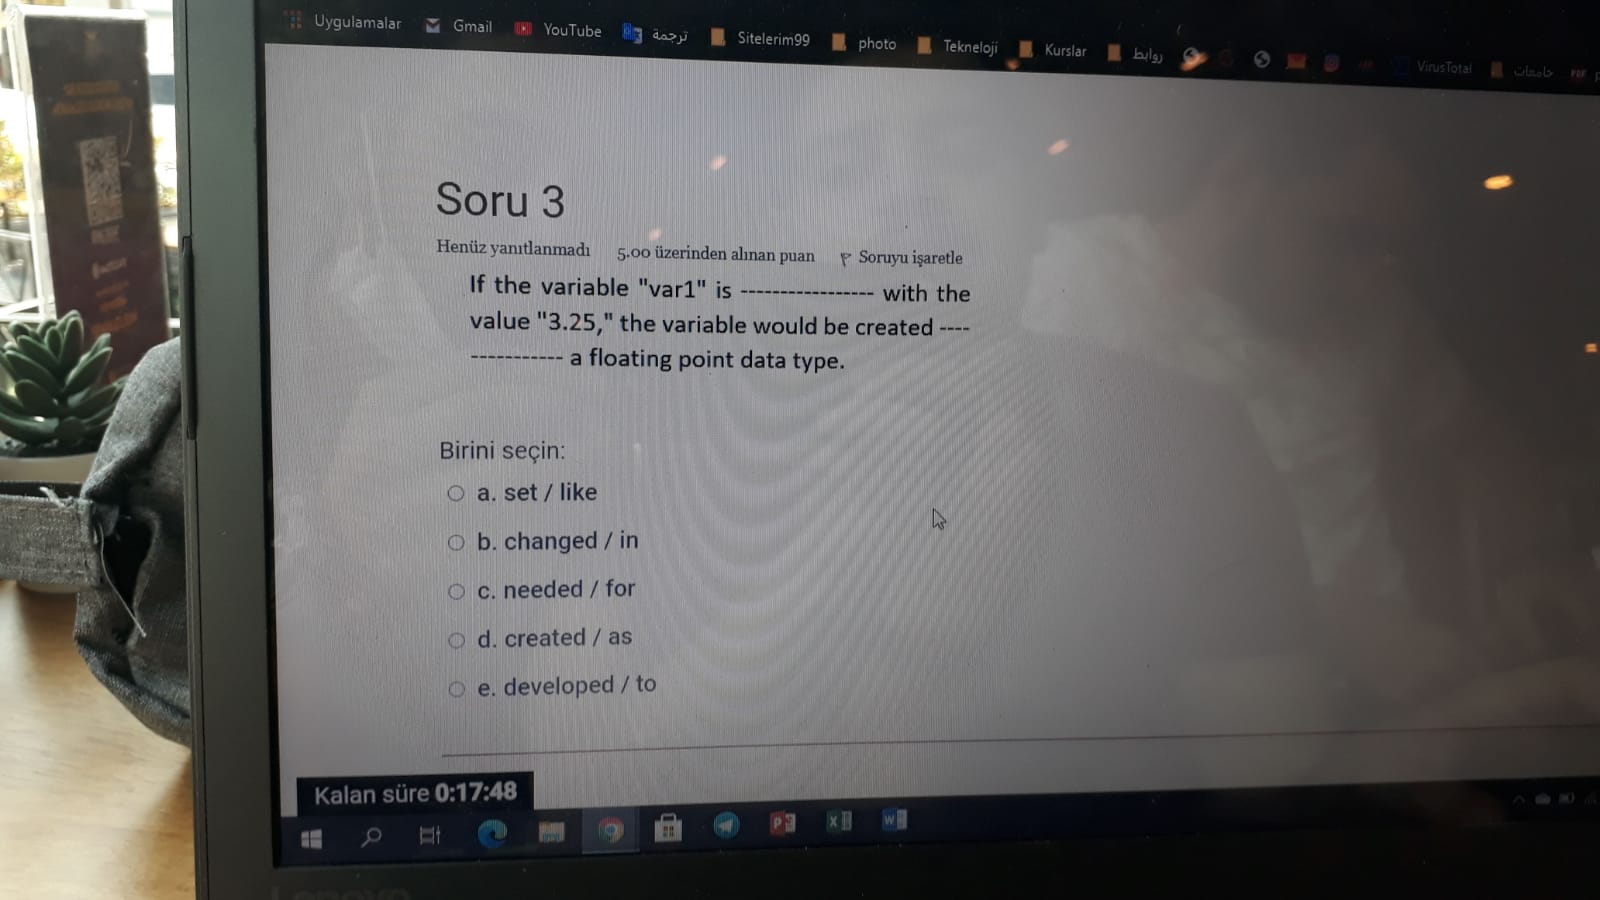 Uygulamalar Gmail YouTube ترجمة Sitelerim99 photo Tekneloji Kurslar روابط VirusTotal جامعات
Soru 3
Henüz yanıtlanmadı 5.00 üzerinden alınan puan Soruyu işaretle
If the variable "var1" is ----------------- with the
value "3.25," the variable would be created ----
------------ a floating point data type.
Birini seçin:
a. set / like
b. changed / in
c. needed / for
d. created / as
e. developed / to
Kalan süre 0:17:48